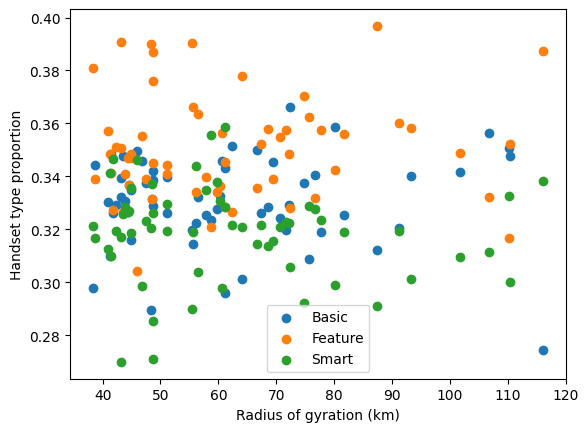 0.40
0.38
0.36
0.34
0.32
0.30
0.28
Handset type proportion
Basic
Feature
Smart
40 50 60 70 80 90 100 110 120
Radius of gyration (km)